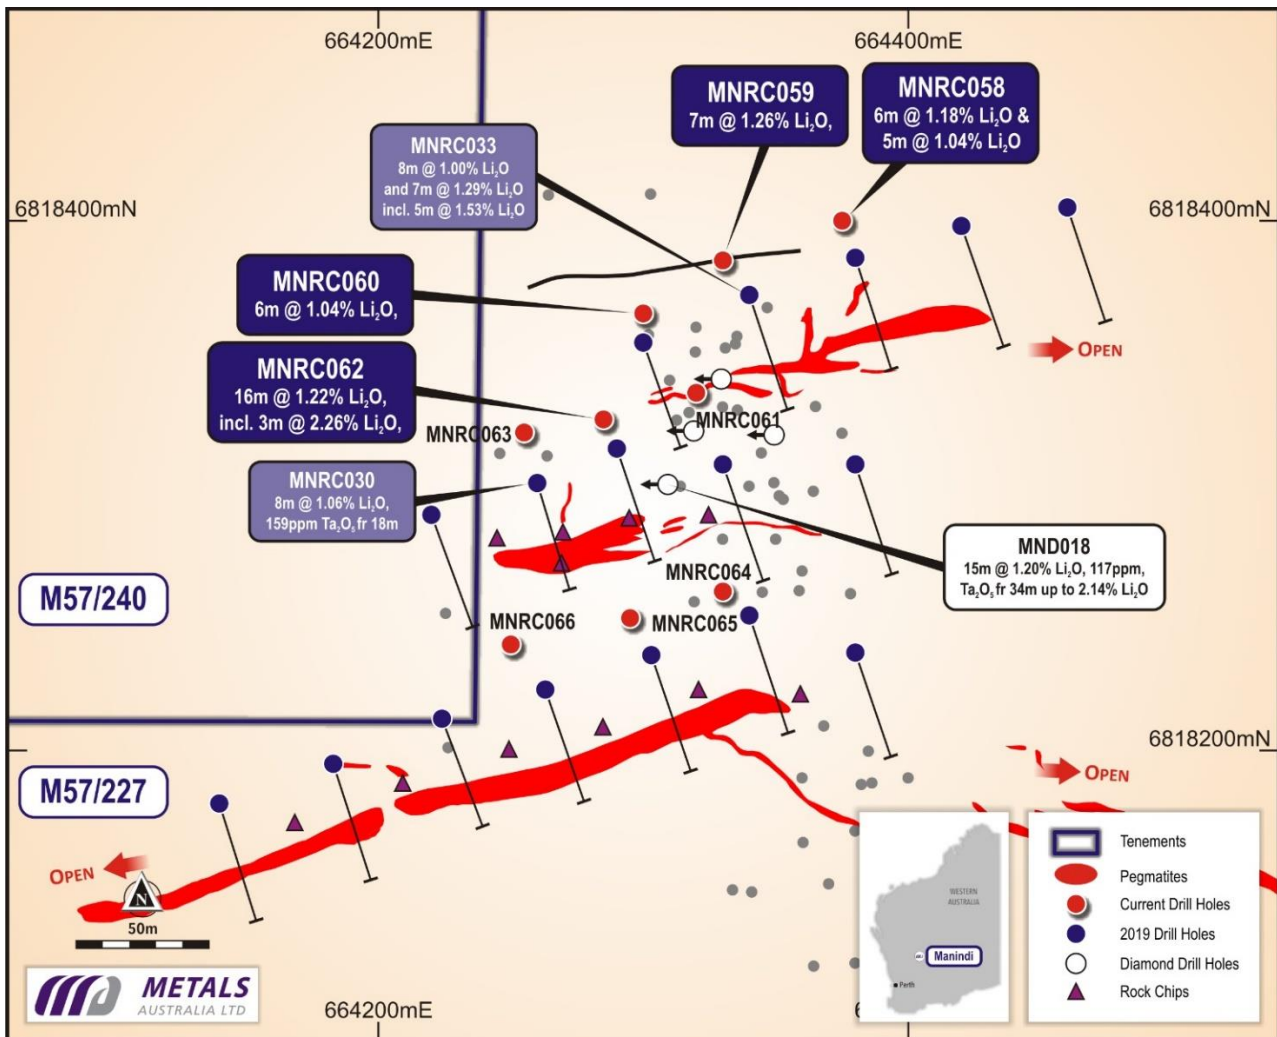 664200mE
664400mE
MNRC059
7m @ 1.26% Li₂O,
MNRC058
6m @ 1.18% Li₂O &
5m @ 1.04% Li₂O
MNRC033
8m @ 1.00% Li₂O
and 7m @ 1.29% Li₂O
incl. 5m @ 1.53% Li₂O
6818400mN
6818400mN
MNRC060
6m @ 1.04% Li₂O,
OPEN
MNRC062
16m @ 1.22% Li₂O,
incl. 3m @ 2.26% Li₂O,
MNRC061
MNRC063
MNRC030
8m @ 1.06% Li₂O,
159ppm Ta₂O₅ fr 18m
MND018
15m @ 1.20% Li₂O, 117ppm,
Ta₂O₅ fr 34m up to 2.14% Li₂O
MNRC064
M57/240
MNRC066
MNRC065
6818200mN
M57/227
OPEN
OPEN
N
50m
WESTERN
AUSTRALIA
Manindi
Perth
Tenements
Pegmatites
Current Drill Holes
2019 Drill Holes
Diamond Drill Holes
Rock Chips
METALS
AUSTRALIA LTD
664200mE
664400mE